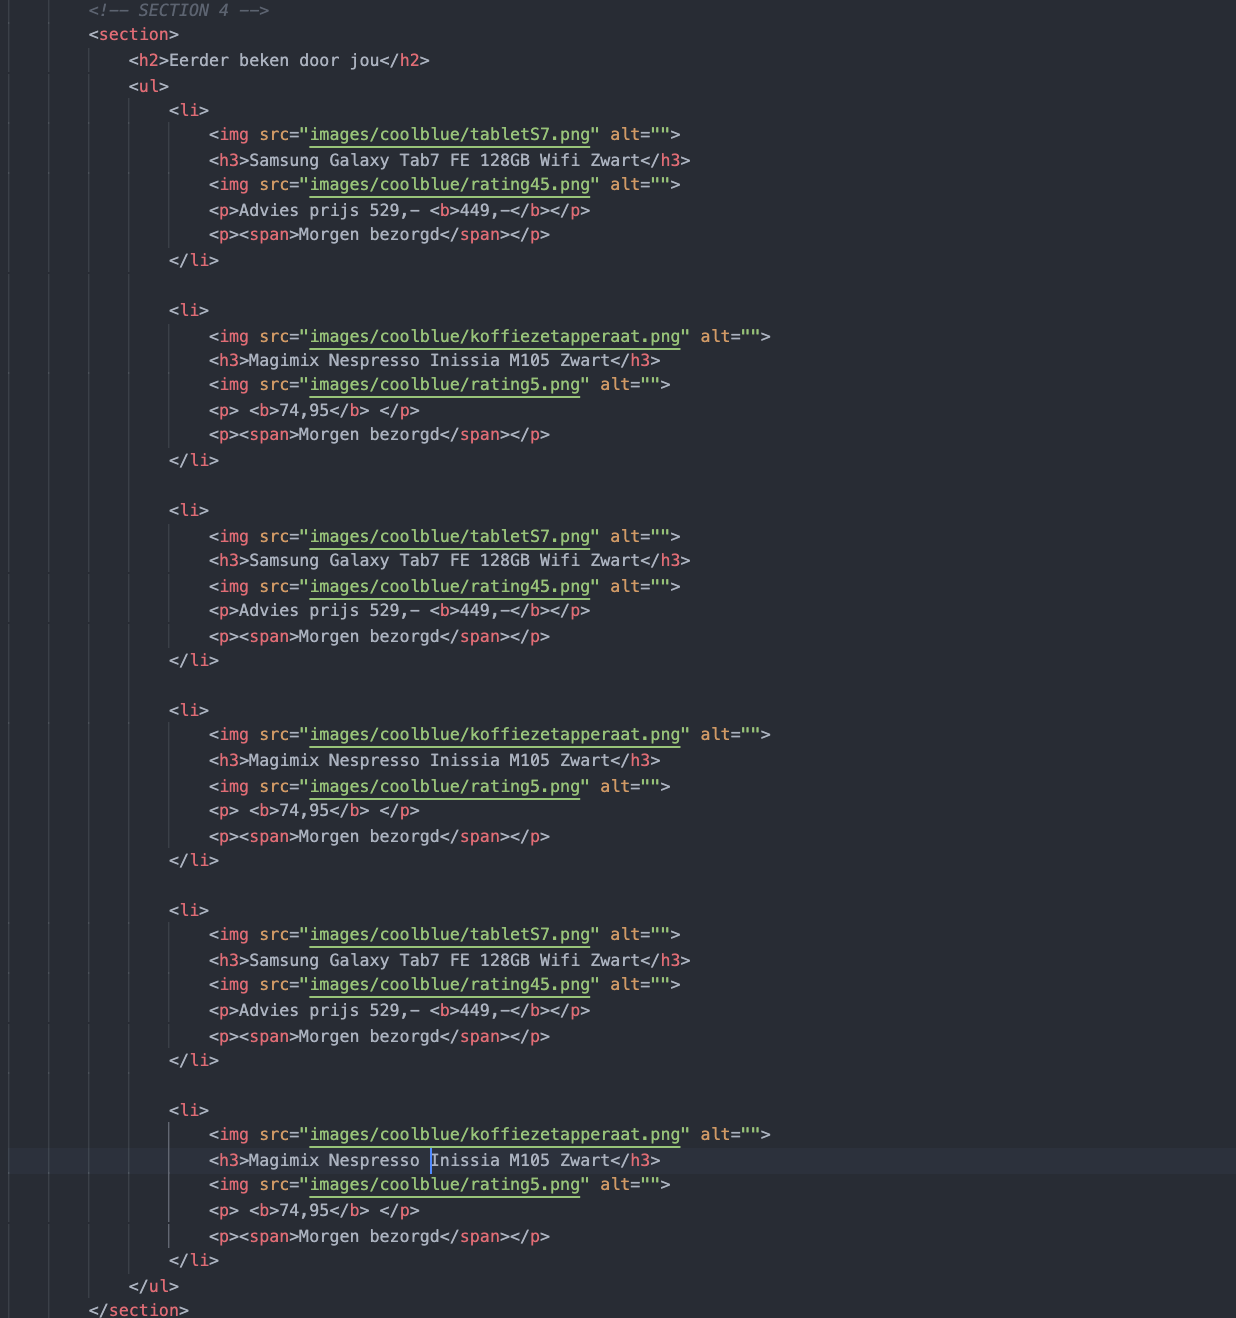 <!-- SECTION 4 -->
<section>
<h2>Eerder beken door jou</h2>
<ul>
<li>
<img src="images/coolblue/tabletS7.png" alt="">
<h3>Samsung Galaxy Tab7 FE 128GB Wifi Zwart</h3>
<img src="images/coolblue/rating45.png" alt="">
<p>Advies prijs 529,- <b>449,-</b></p>
<p><span>Morgen bezorgd</span></p>
</li>
<li>
<img src="images/coolblue/koffiezetapperaat.png" alt="">
<h3>Magimix Nespresso Inissia M105 Zwart</h3>
<img src="images/coolblue/rating5.png" alt="">
<p> <b>74,95</b> </p>
<p><span>Morgen bezorgd</span></p>
</li>
<li>
<img src="images/coolblue/tabletS7.png" alt="">
<h3>Samsung Galaxy Tab7 FE 128GB Wifi Zwart</h3>
<img src="images/coolblue/rating45.png" alt="">
<p>Advies prijs 529,- <b>449,-</b></p>
<p><span>Morgen bezorgd</span></p>
</li>
<li>
<img src="images/coolblue/koffiezetapperaat.png" alt="">
<h3>Magimix Nespresso Inissia M105 Zwart</h3>
<img src="images/coolblue/rating5.png" alt="">
<p> <b>74,95</b> </p>
<p><span>Morgen bezorgd</span></p>
</li>
<li>
<img src="images/coolblue/tabletS7.png" alt="">
<h3>Samsung Galaxy Tab7 FE 128GB Wifi Zwart</h3>
<img src="images/coolblue/rating45.png" alt="">
<p>Advies prijs 529,- <b>449,-</b></p>
<p><span>Morgen bezorgd</span></p>
</li>
<li>
<img src="images/coolblue/koffiezetapperaat.png" alt="">
<h3>Magimix Nespresso Inissia M105 Zwart</h3>
<img src="images/coolblue/rating5.png" alt="">
<p> <b>74,95</b> </p>
<p><span>Morgen bezorgd</span></p>
</li>
</ul>
</section>